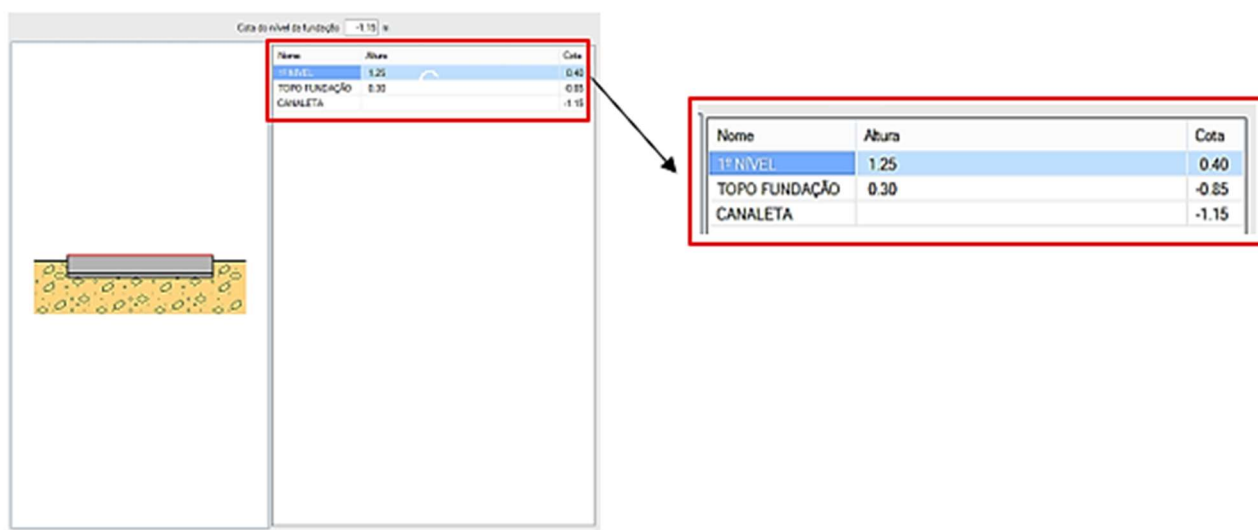 Cota do nível da fundação -1.15 m
Nome Altura Cota
1º NÍVEL 1.25 0.40
TOPO FUNDAÇÃO 0.30 -0.85
CANALETA -1.15
Nome Altura Cota
1º NÍVEL 1.25 0.40
TOPO FUNDAÇÃO 0.30 -0.85
CANALETA -1.15